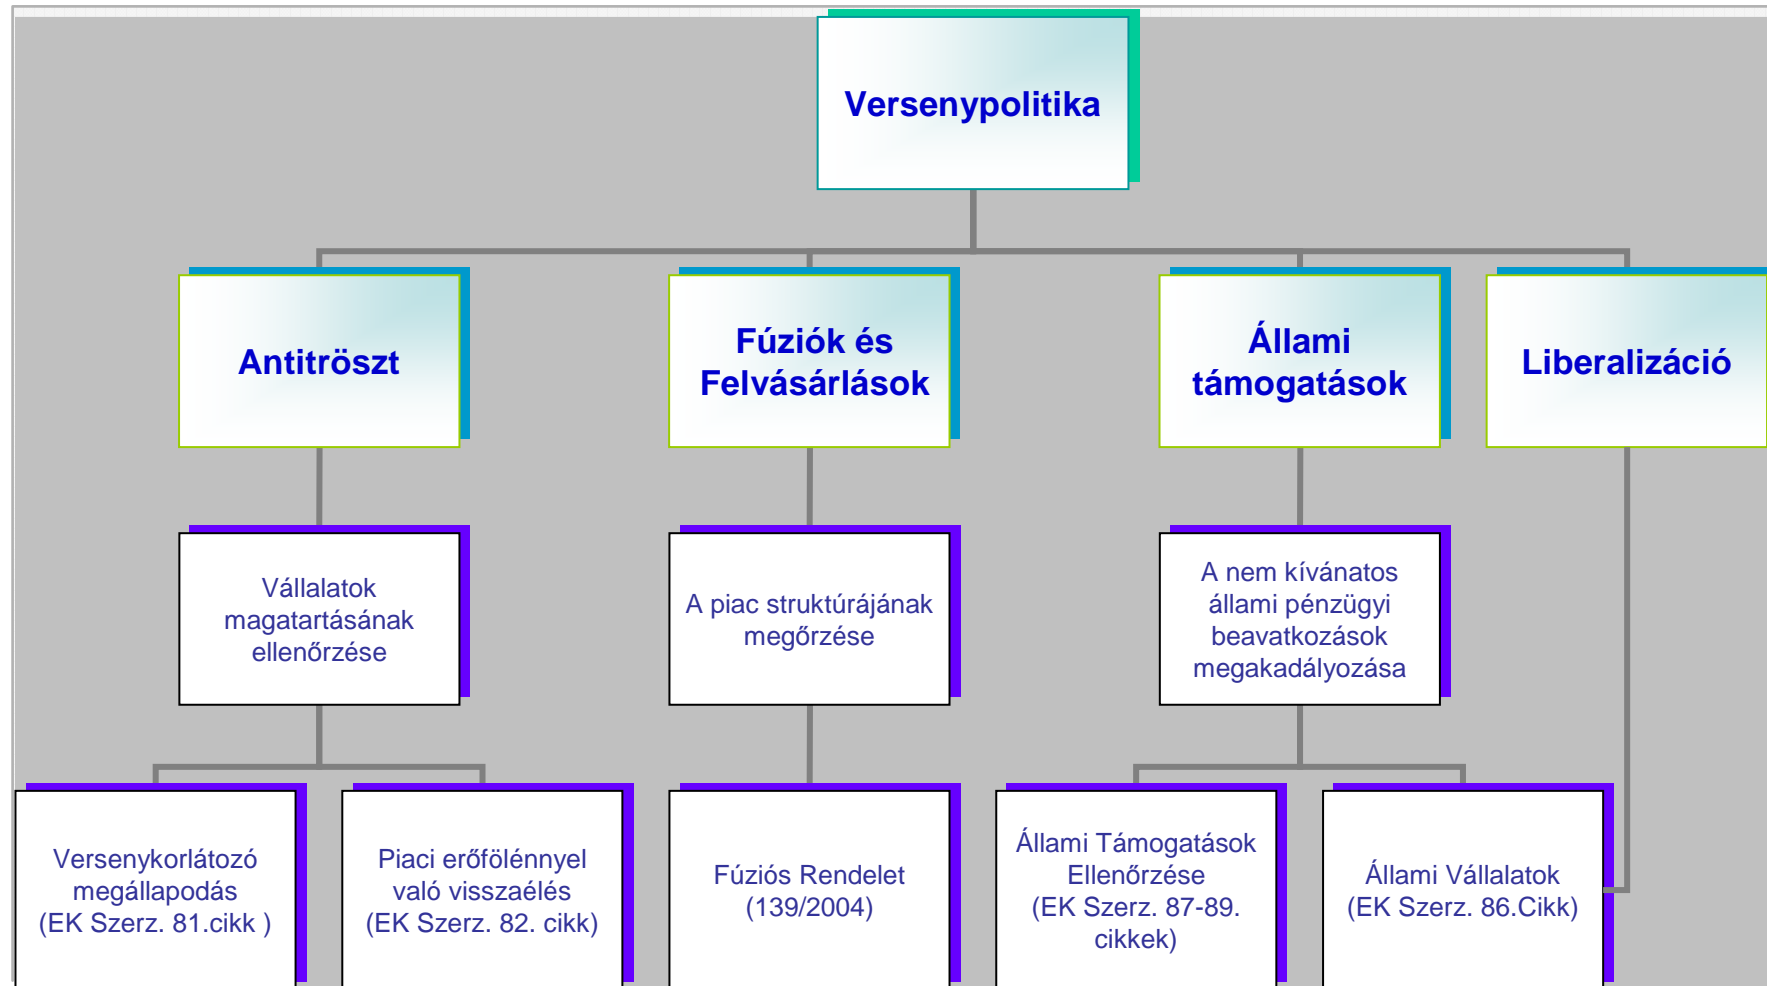 Versenypolitika
Antitröszt
Fúziók és
Felvásárlások
Állami
támogatások
Liberalizáció
Vállalatok
magatartásának
ellenőrzése
A piac struktúrájának
megőrzése
A nem kívánatos
állami pénzügyi
beavatkozások
megakadályozása
Versenykorlátozó
megállapodás
(EK Szerz. 81.cikk )
Piaci erőfölénnyel
való visszaélés
(EK Szerz. 82. cikk)
Fúziós Rendelet
(139/2004)
Állami Támogatások
Ellenőrzése
(EK Szerz. 87-89.
cikkek)
Állami Vállalatok
(EK Szerz. 86.Cikk)